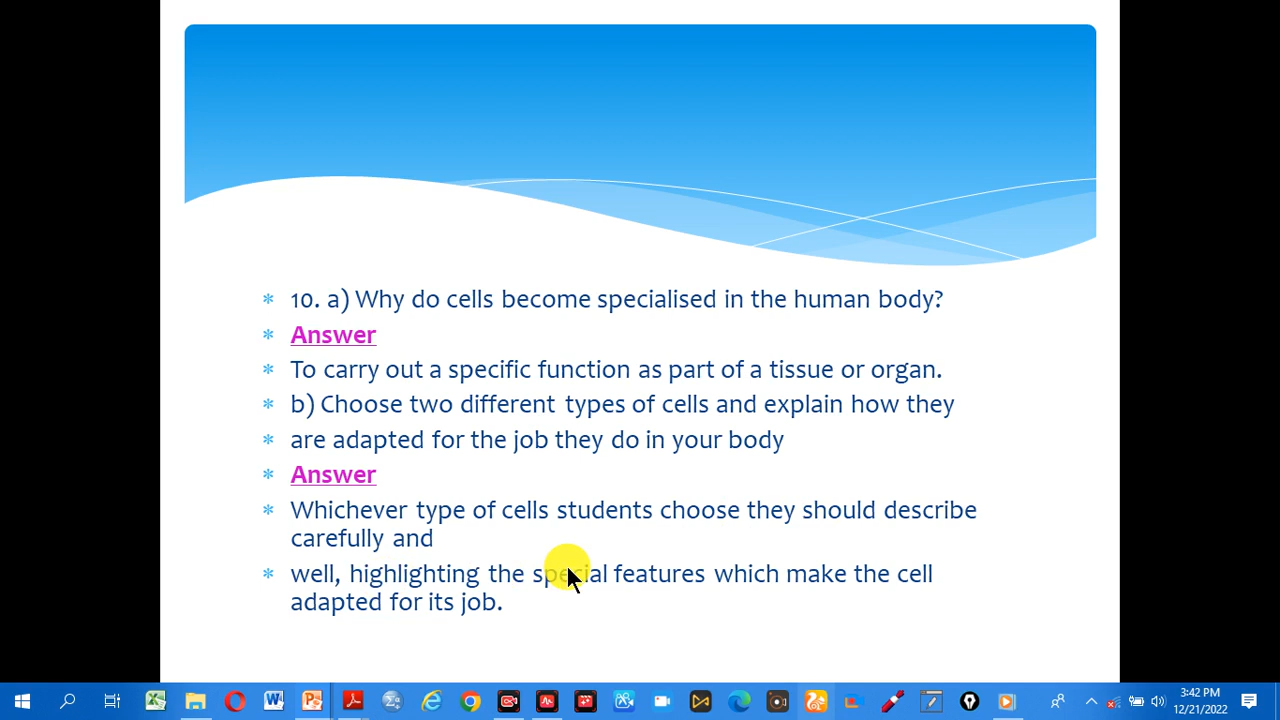 * 10. a) Why do cells become specialised in the human body?
* Answer
* To carry out a specific function as part of a tissue or organ.
* b) Choose two different types of cells and explain how they
* are adapted for the job they do in your body
* Answer
* Whichever type of cells students choose they should describe
carefully and
* well, highlighting the special features which make the cell
adapted for its job.
3:42 PM
12/21/2022